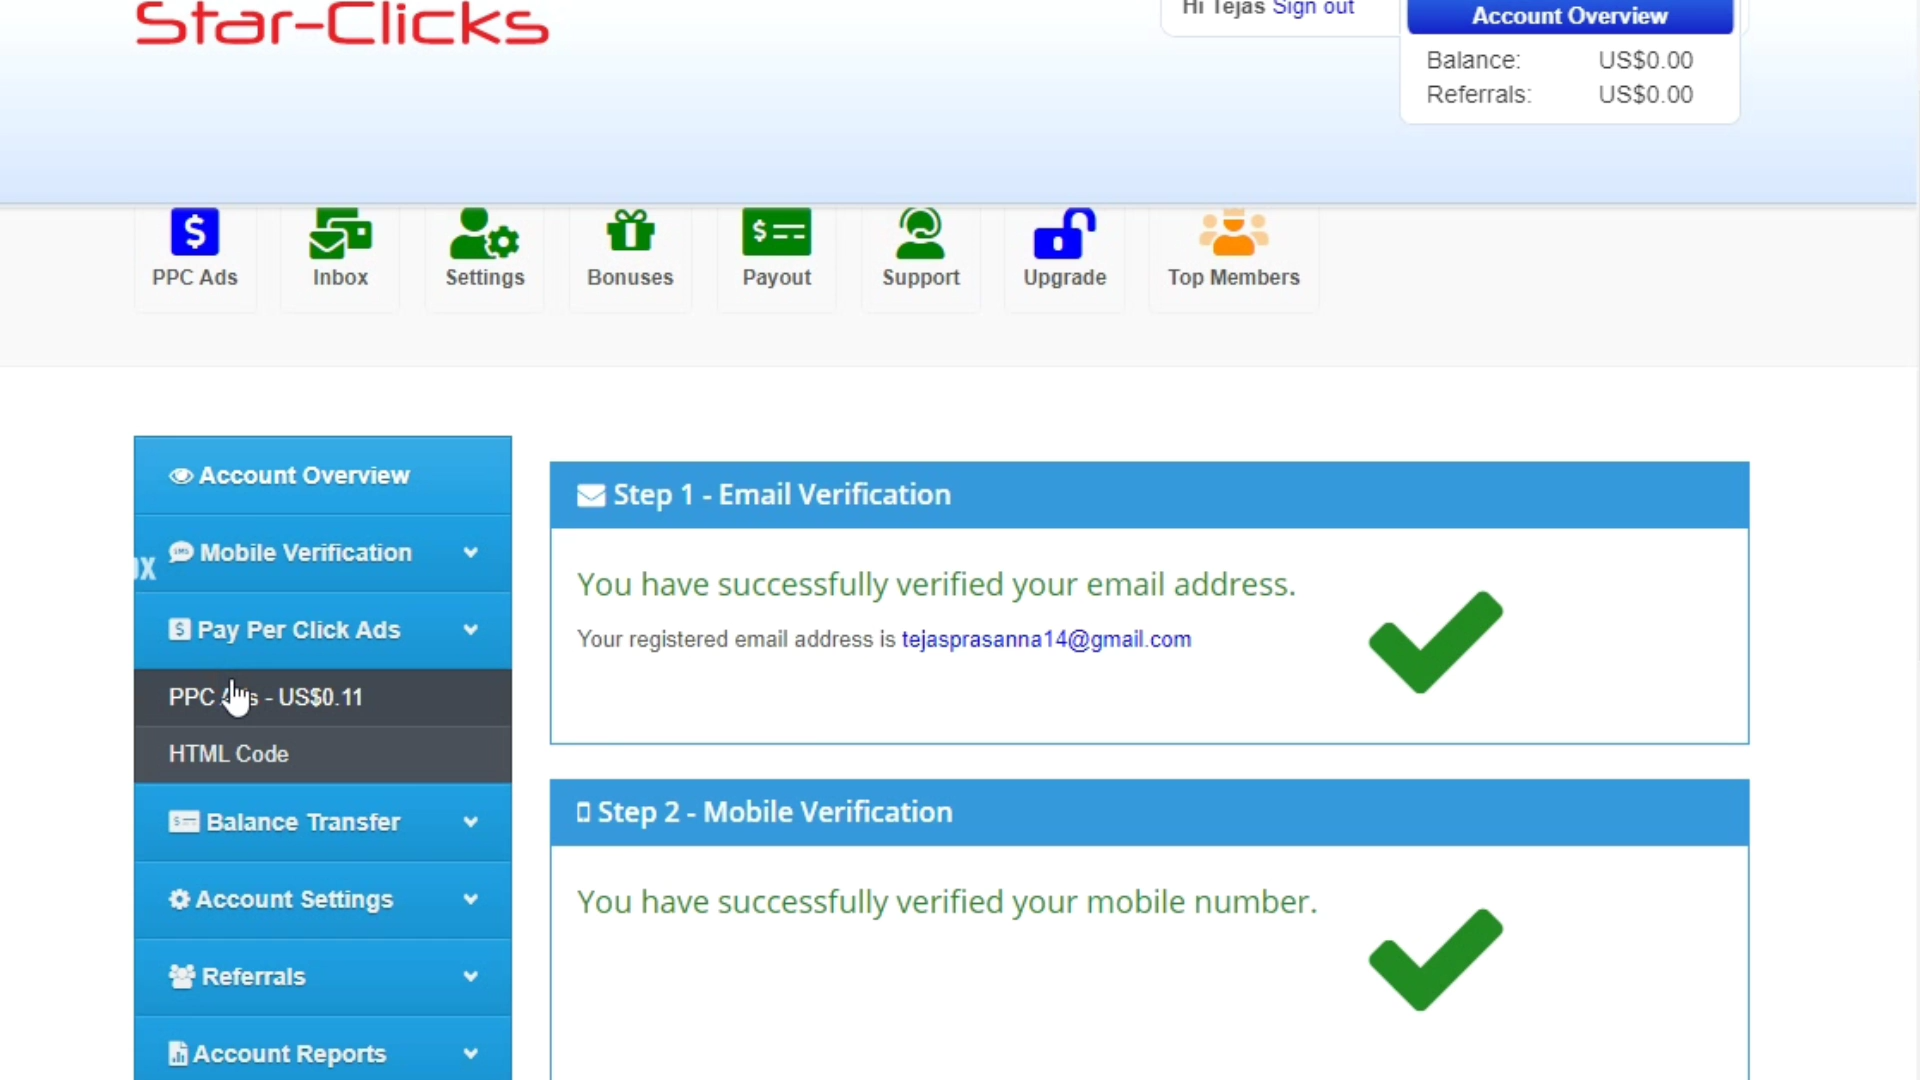 Star-Clicks
Hi Tejas Sign out
Account Overview
Balance: US$0.00
Referrals: US$0.00
PPC Ads
Inbox
Settings
Bonuses
Payout
Support
Upgrade
Top Members
Account Overview
Mobile Verification
Pay Per Click Ads
PPC - US$0.11
HTML Code
Balance Transfer
Account Settings
Referrals
Account Reports
Step 1 - Email Verification
You have successfully verified your email address.
Your registered email address is tejasprasanna14@gmail.com
Step 2 - Mobile Verification
You have successfully verified your mobile number.